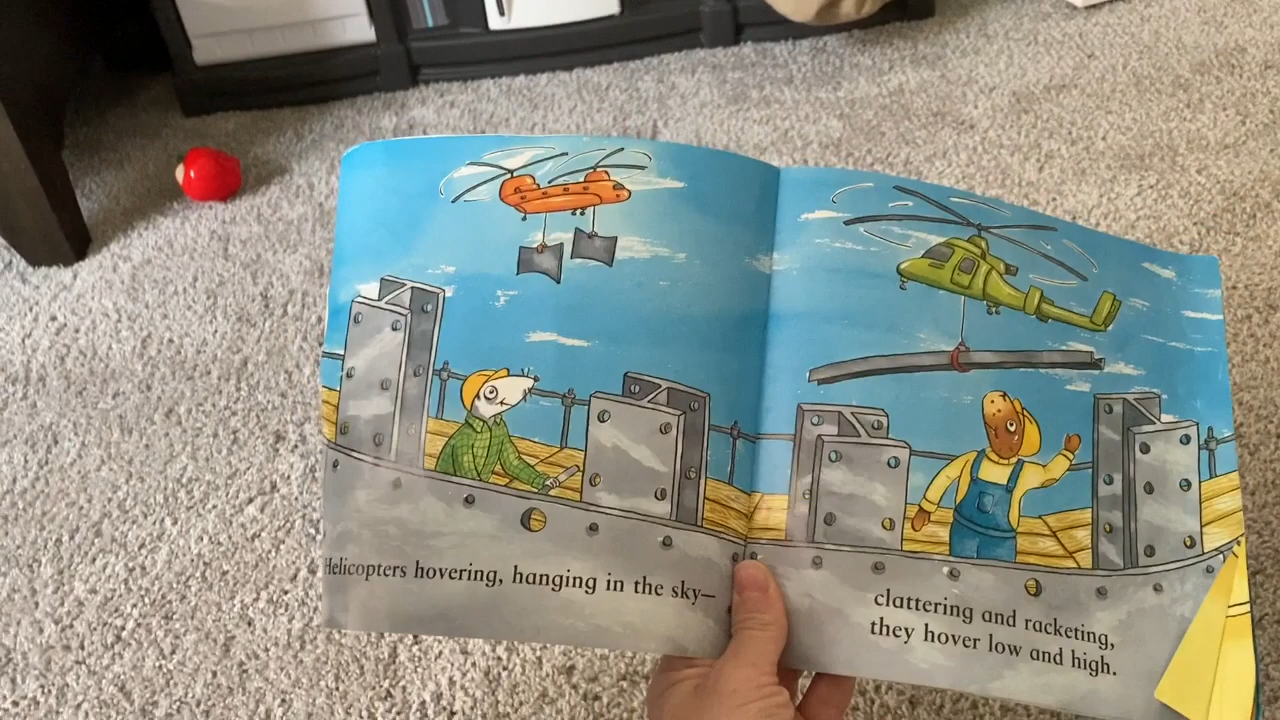 Helicopters hovering, hanging in the sky—
clattering and racketing,
they hover low and high.